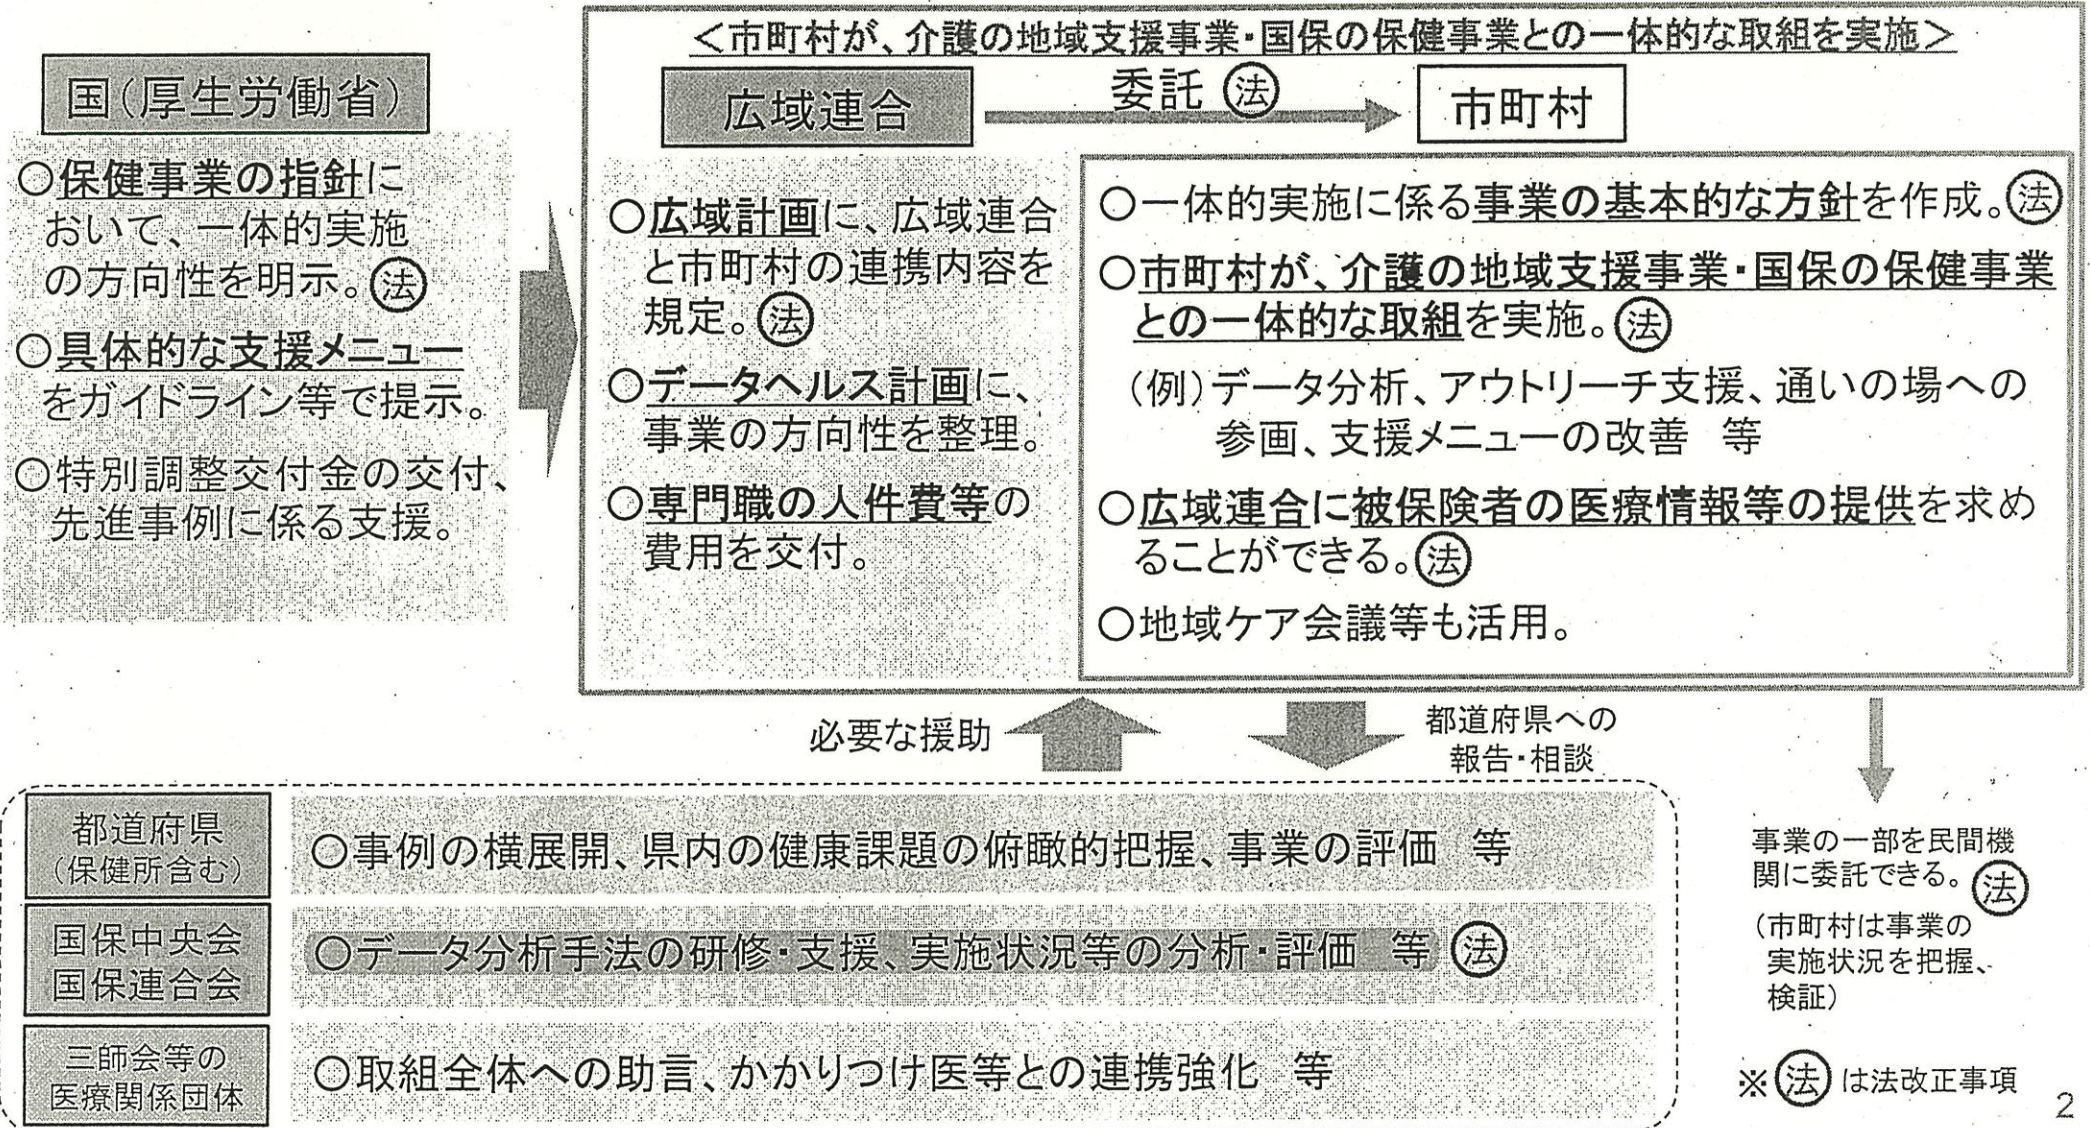 <市町村が、介護の地域支援事業・国保の保健事業との一体的な取組を実施>
国(厚生労働省)
○保健事業の指針に
おいて、一体的実施
の方向性を明示。㊓
○具体的な支援メニュー
をガイドライン等で提示。
○特別調整交付金の交付、
先進事例に係る支援。
広域連合
委託 法
市町村
○広域計画に、広域連合
と市町村の連携内容を
規定。法
○データヘルス計画に、
事業の方向性を整理。
○専門職の人件費等の
費用を交付。
○一体的実施に係る事業の基本的な方針を作成。法
○市町村が、介護の地域支援事業・国保の保健事業
との一体的な取組を実施。法
(例)データ分析、アウトリーチ支援、通いの場への
参画、支援メニューの改善 等
○広域連合に被保険者の医療情報等の提供を求め
ることができる。法
○地域ケア会議等も活用。
必要な援助
都道府県への
報告・相談
都道府県
(保健所含む)
○事例の横展開、県内の健康課題の俯瞰的把握、事業の評価 等
国保中央会
国保連合会
○データ分析手法の研修・支援、実施状況等の分析・評価 等 法
三師会等の
医療関係団体
○取組全体への助言、かかりつけ医等との連携強化 等
事業の一部を民間機
関に委託できる。法
(市町村は事業の
実施状況を把握、
検証)
※法は法改正事項
2